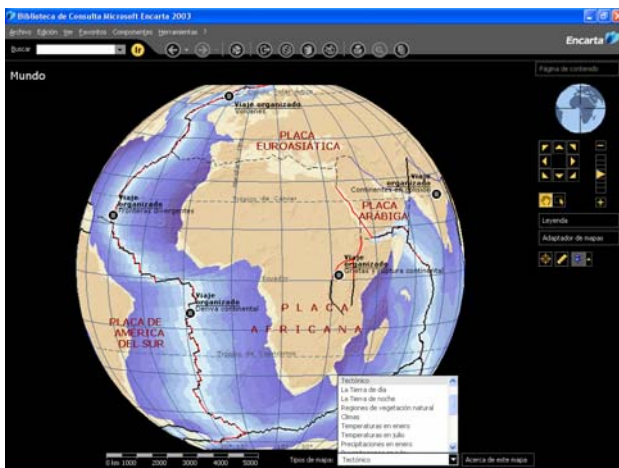 Biblioteca de Consulta Microsoft Encarta 2003
Archivo Edición Ver Favoritos Componentes Herramientas ?
Buscar
Ir
Encarta
Página de contenido
Mundo
Viaje
organizado
Volcanes
PLACA
EUROASIÁTICA
Viaje
organizado
Continentes en
Trópico de Cáncer
PLACA
ARÁBIGA
Viaje
organizado
Fronteras divergentes
Leyenda
Adaptador de mapas
Viaje
organizado
Grietas y ruptura continental
Ecuador
Viaje
organizado
Deriva continental
PLACA
AFRICANA
PLACA DE
AMÉRICA
DEL SUR
Trópico de Capricornio
Tectónico
La Tierra de día
La Tierra de noche
Regiones de vegetación natural
Climas
Temperaturas en enero
Temperaturas en julio
Precipitaciones en enero
0 km 1000 2000 3000 4000 5000
Tipos de mapa:
Tectónico
Acerca de este mapa